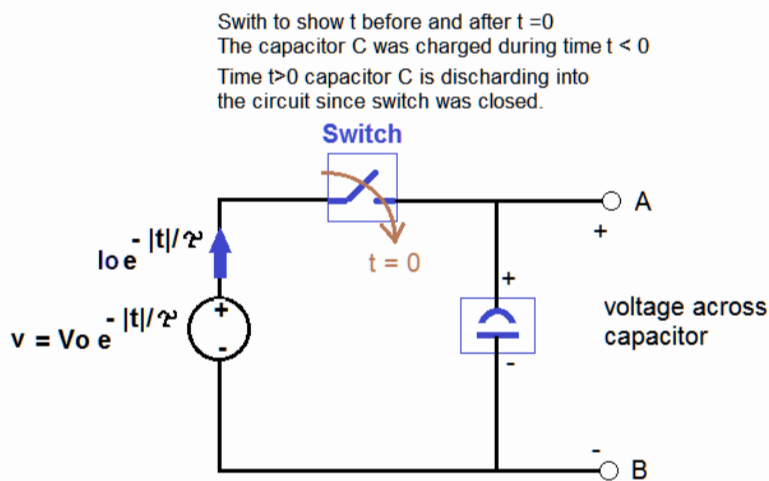 Swith to show t before and after t =0
The capacitor C was charged during time t < 0
Time t>0 capacitor C is discharding into
the circuit since switch was closed.
Switch
A
+
t = 0
Io e - |t|/𝜏
+
voltage across
capacitor
v = Vo e - |t|/𝜏
+
-
-
-
B